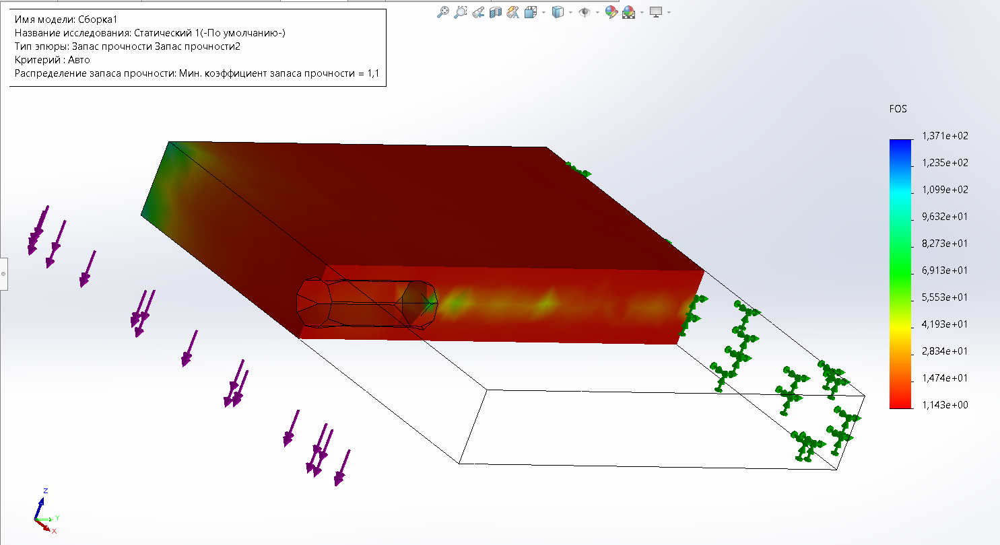 Имя модели: Сборка1
Название исследования: Статический 1(-По умолчанию-)
Тип эпюры: Запас прочности Запас прочности2
Критерий : Авто
Распределение запаса прочности: Мин. коэффициент запаса прочности = 1,1
FOS
1,371e+02
1,235e+02
1,099e+02
9,632e+01
8,273e+01
6,913e+01
5,553e+01
4,193e+01
2,834e+01
1,474e+01
1,143e+00
Z
Y
X